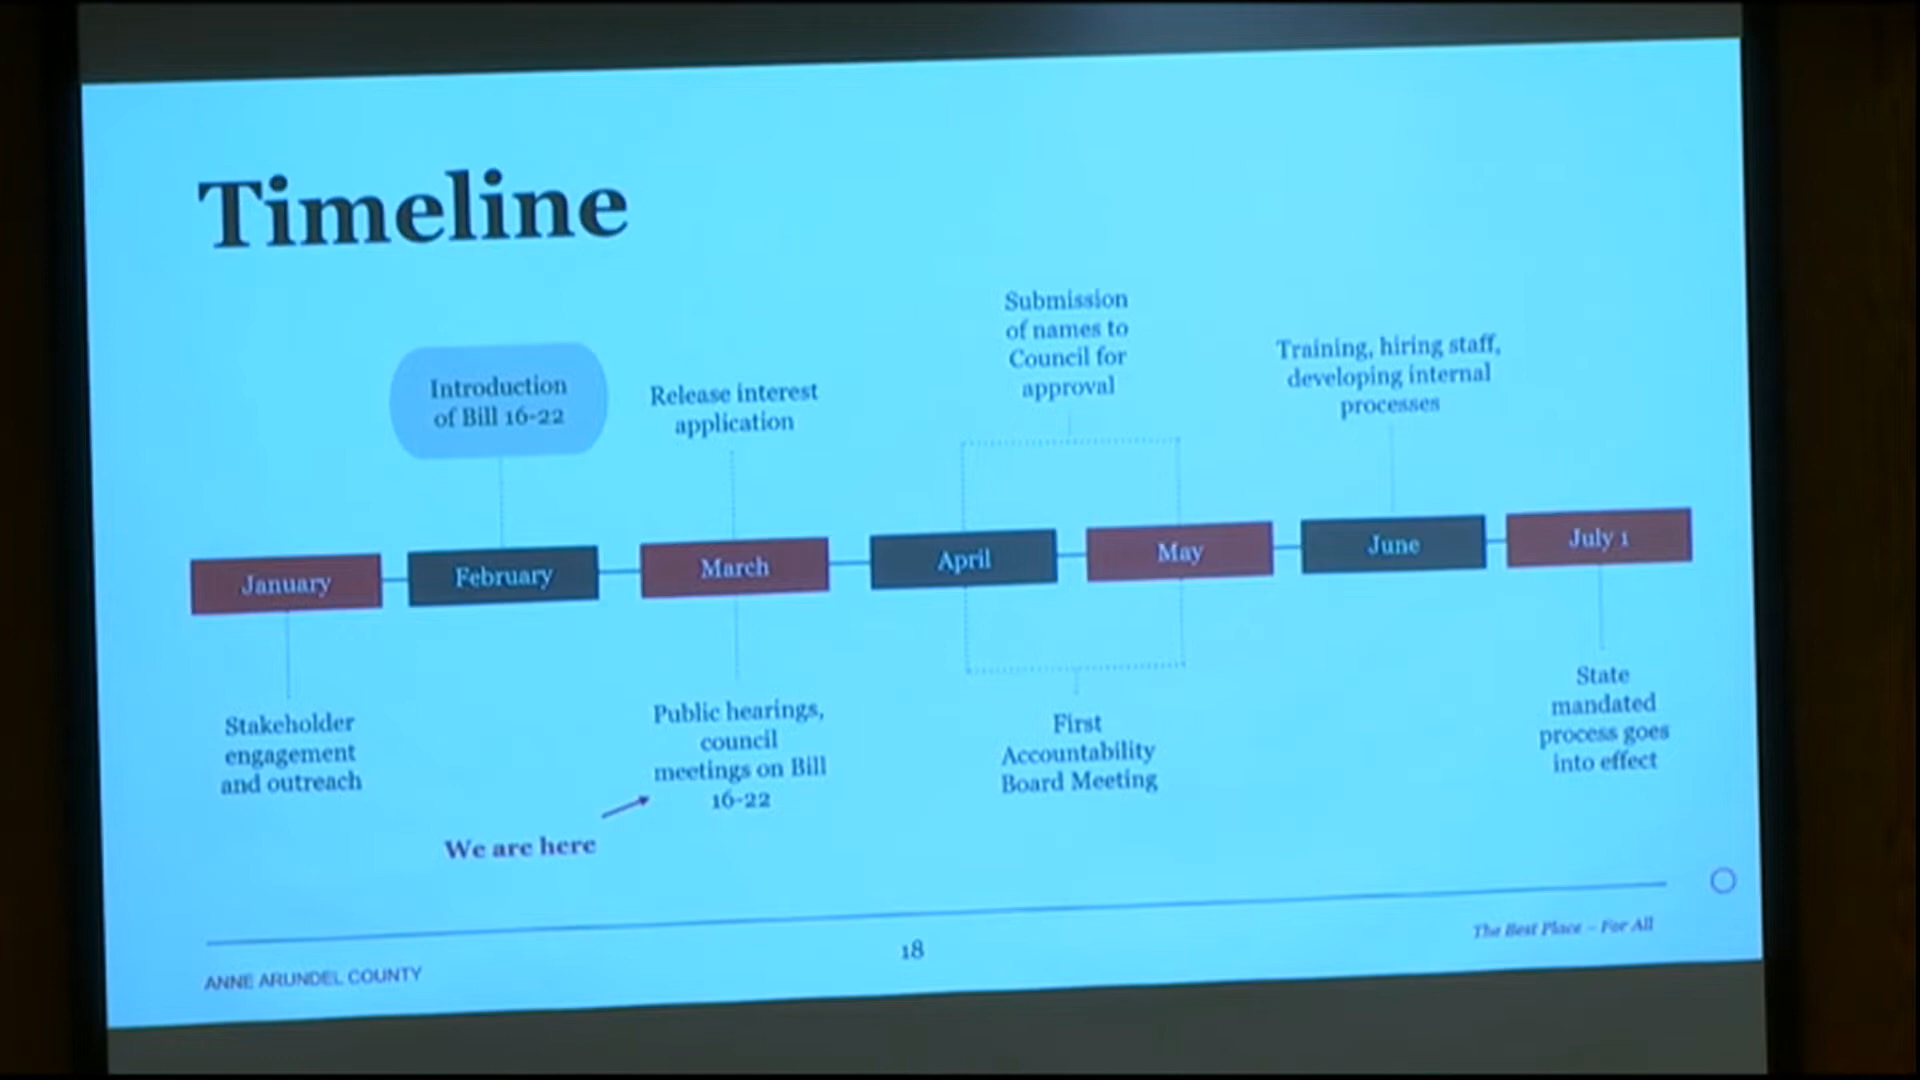 Timeline
Introduction
of Bill 16-22
Release interest
application
Submission
of names to
Council for
approval
Training, hiring staff,
developing internal
processes
January
February
March
April
May
June
July 1
Stakeholder
engagement
and outreach
Public hearings,
council
meetings on Bill
16-22
We are here
First
Accountability
Board Meeting
State
mandated
process goes
into effect
ANNE ARUNDEL COUNTY
18
The Best Place – For All